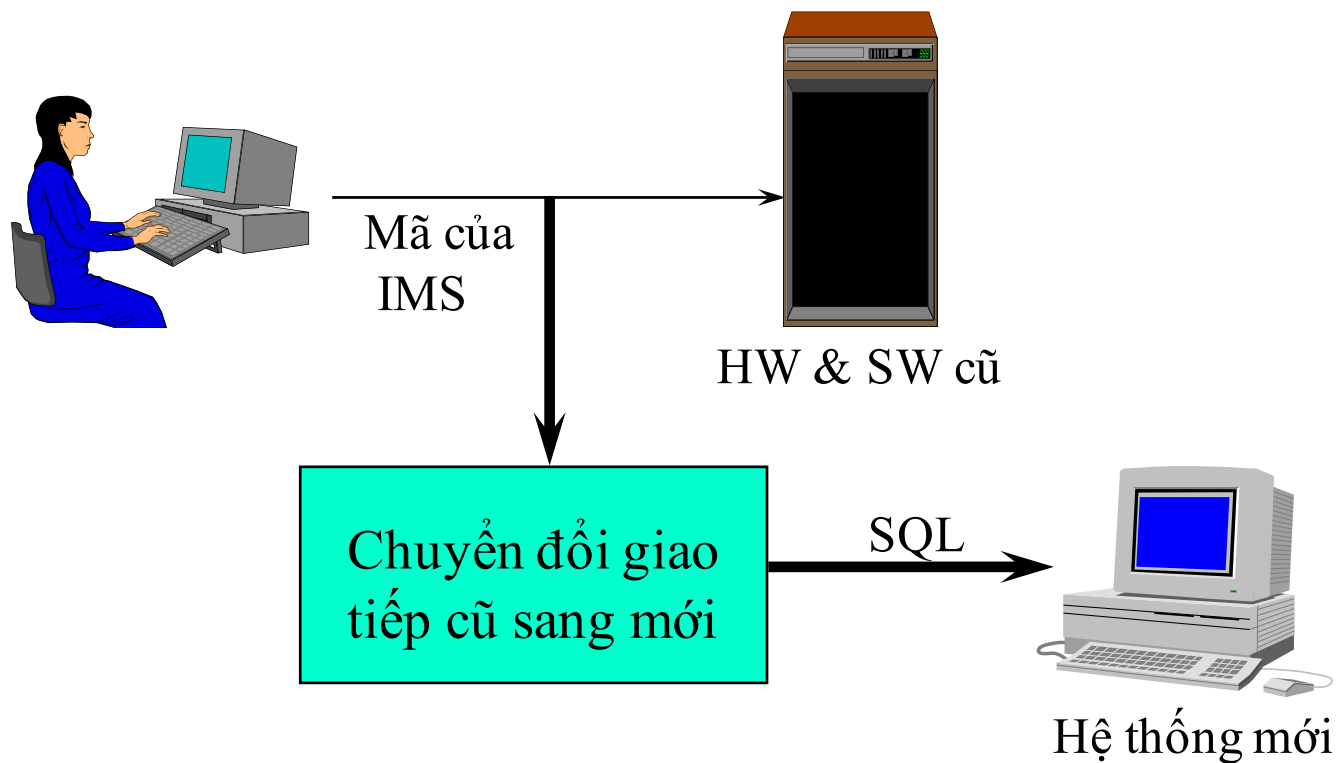 Mã của
IMS
HW & SW cũ
Chuyển đổi giao
tiếp cũ sang mới
SQL
Hệ thống mới